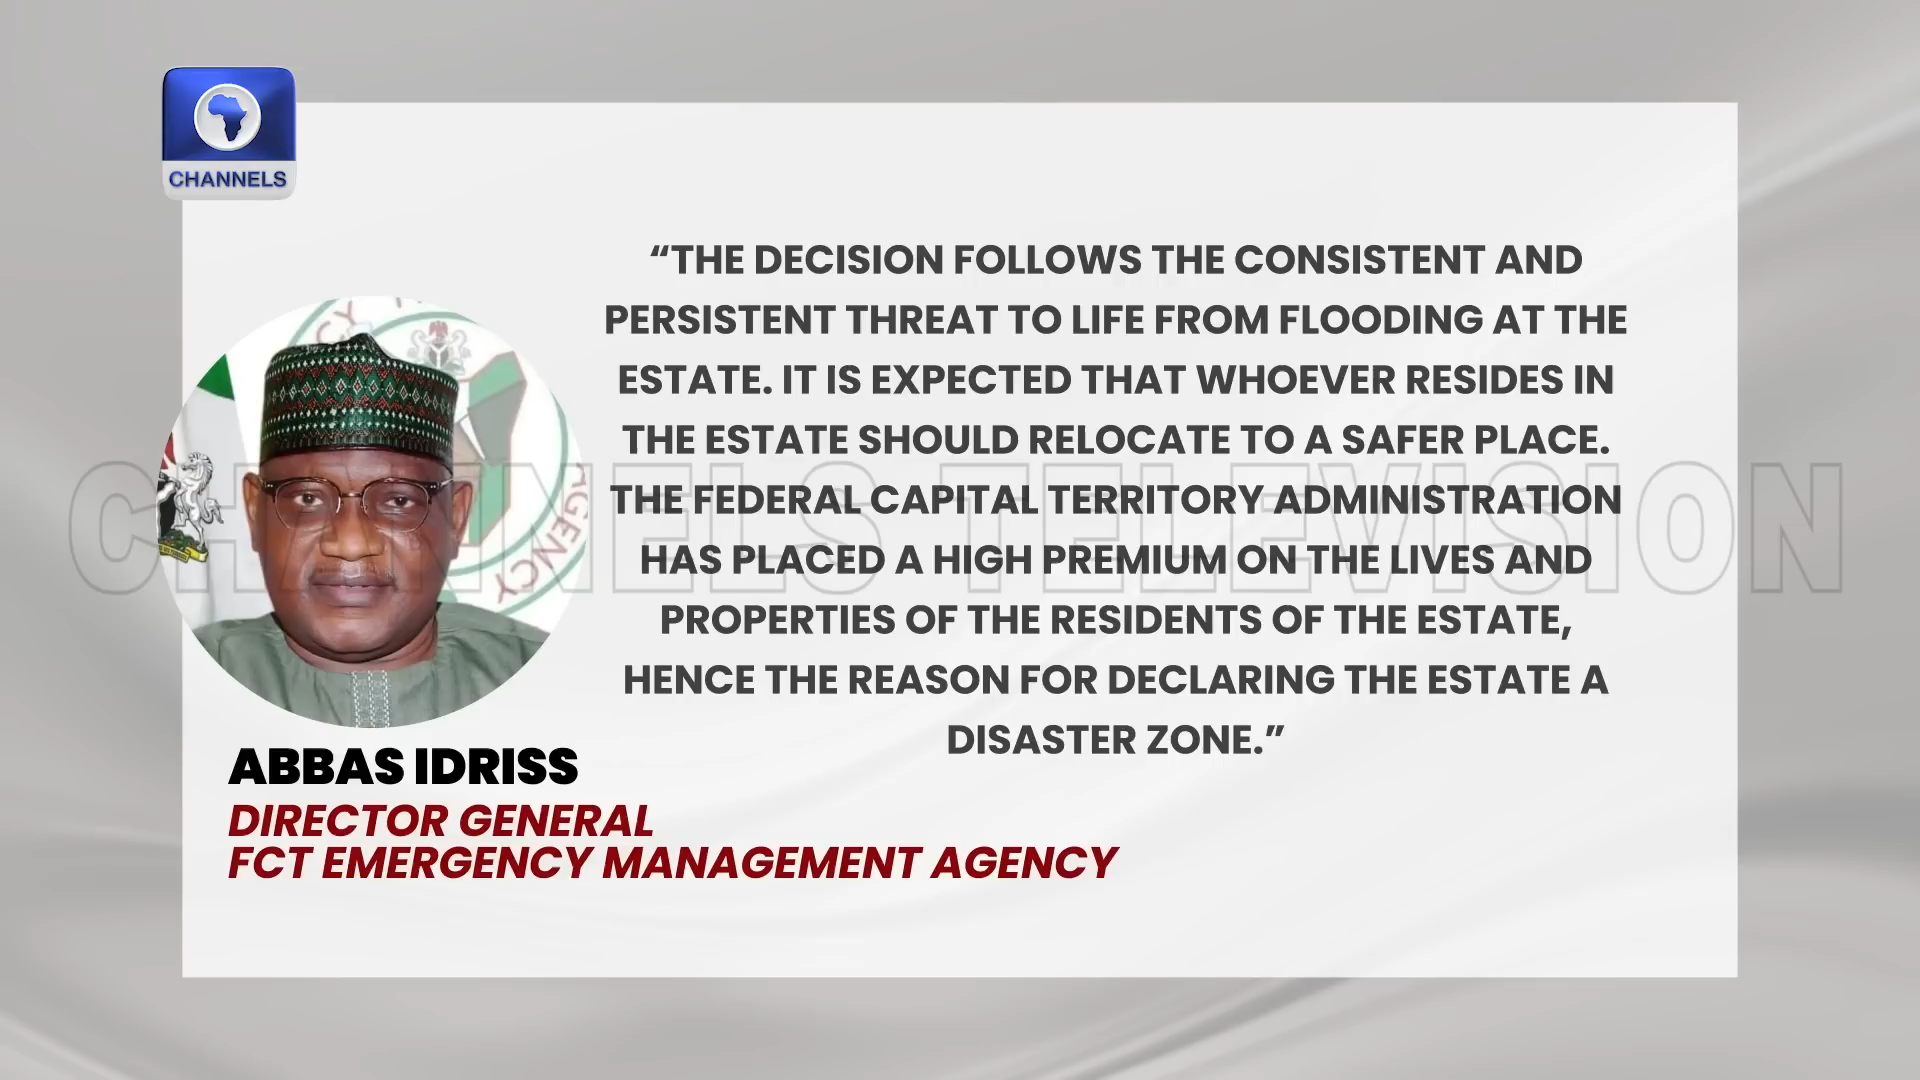 CHANNELS
“THE DECISION FOLLOWS THE CONSISTENT AND
PERSISTENT THREAT TO LIFE FROM FLOODING AT THE
ESTATE. IT IS EXPECTED THAT WHOEVER RESIDES IN
THE ESTATE SHOULD RELOCATE TO A SAFER PLACE.
THE FEDERAL CAPITAL TERRITORY ADMINISTRATION
HAS PLACED A HIGH PREMIUM ON THE LIVES AND
PROPERTIES OF THE RESIDENTS OF THE ESTATE,
HENCE THE REASON FOR DECLARING THE ESTATE A
DISASTER ZONE.”
CHANNELS TELEVISION
ABBAS IDRISS
DIRECTOR GENERAL
FCT EMERGENCY MANAGEMENT AGENCY